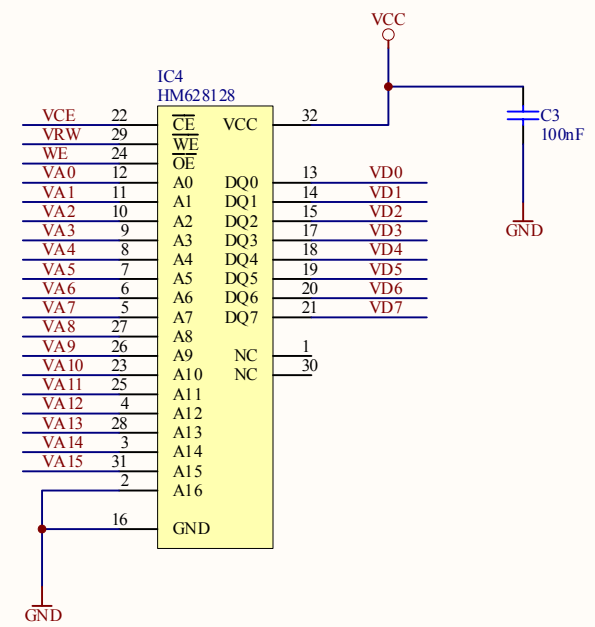 VCC
IC4
HM628128
VCE 22 CE VCC 32
VRW 29 WE
WE 24 OE
VA0 12 A0 DQ0 13 VD0
VA1 11 A1 DQ1 14 VD1
VA2 10 A2 DQ2 15 VD2
VA3 9 A3 DQ3 17 VD3
VA4 8 A4 DQ4 18 VD4
VA5 7 A5 DQ5 19 VD5
VA6 6 A6 DQ6 20 VD6
VA7 5 A7 DQ7 21 VD7
VA8 27 A8
VA9 26 A9 NC 1
VA10 23 A10 NC 30
VA11 25 A11
VA12 4 A12
VA13 28 A13
VA14 3 A14
VA15 31 A15
2 A16
16 GND
GND
C3
100nF
GND